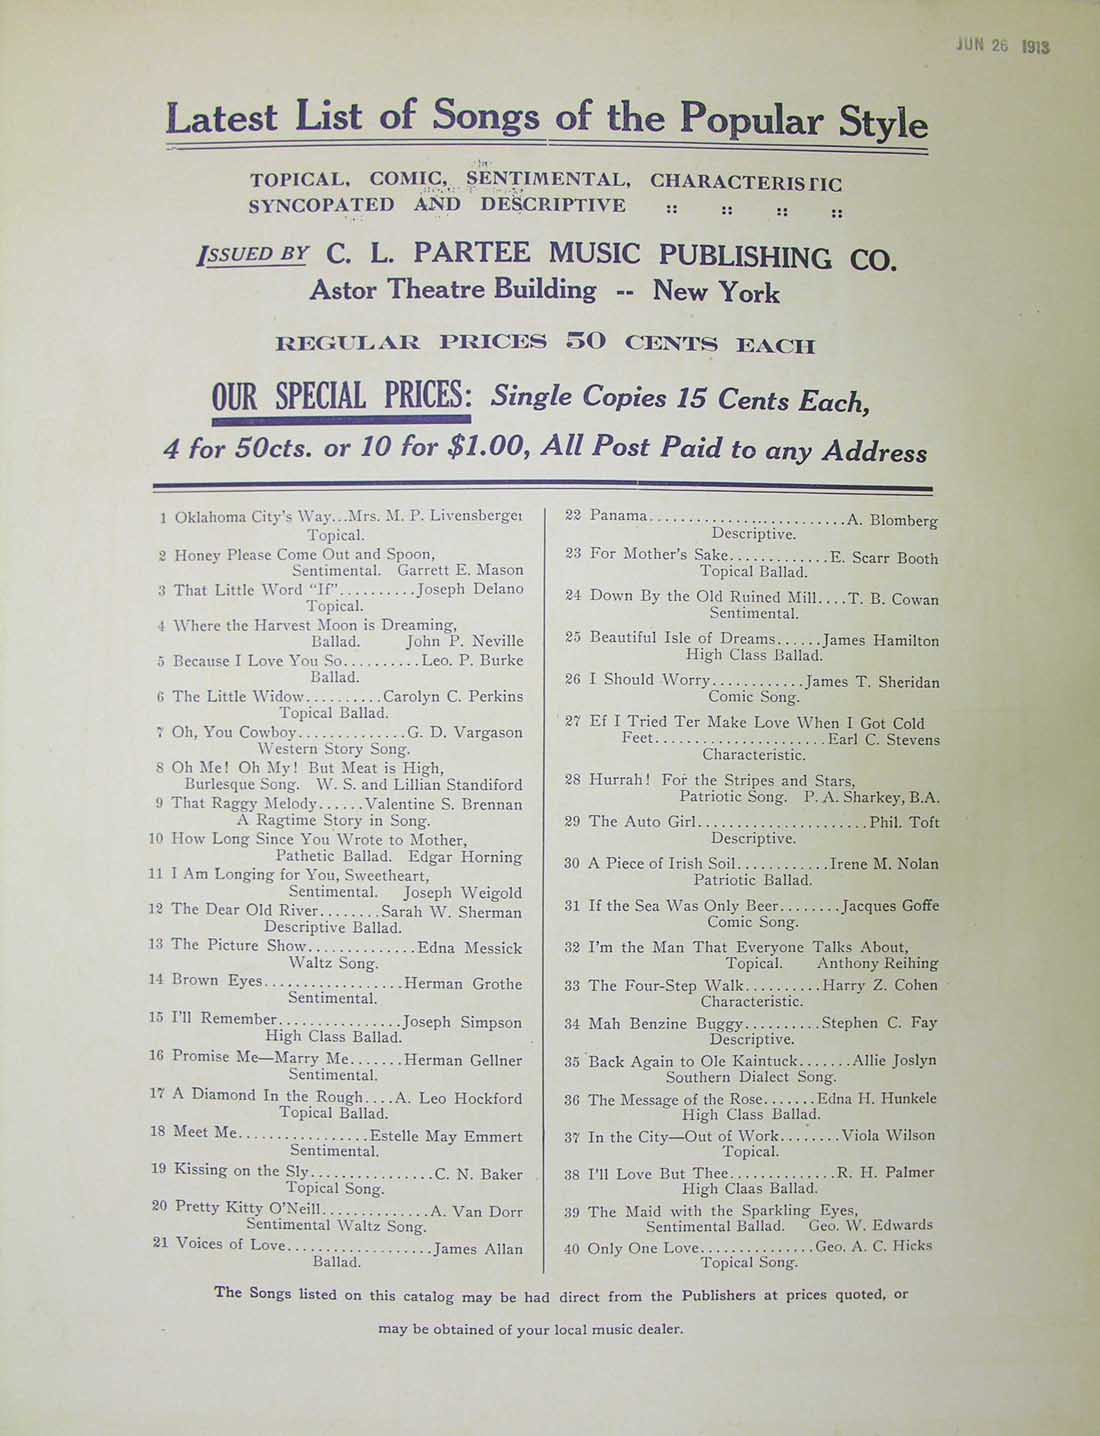 JUN 26 1913
Latest List of Songs of the Popular Style
TOPICAL, COMIC, SENTIMENTAL, CHARACTERISTIC
SYNCOPATED AND DESCRIPTIVE :: :: :: ::
ISSUED BY C. L. PARTEE MUSIC PUBLISHING CO.
Astor Theatre Building -- New York
REGULAR PRICES 50 CENTS EACH
OUR SPECIAL PRICES: Single Copies 15 Cents Each,
4 for 50cts. or 10 for $1.00, All Post Paid to any Address
1 Oklahoma City's Way...Mrs. M. P. Livensberger
Topical.
2 Honey Please Come Out and Spoon,
Sentimental. Garrett E. Mason
3 That Little Word "If"..........Joseph Delano
Topical.
4 Where the Harvest Moon is Dreaming,
Ballad. John P. Neville
5 Because I Love You So..........Leo. P. Burke
Ballad.
6 The Little Widow..........Carolyn C. Perkins
Topical Ballad.
7 Oh, You Cowboy..............G. D. Vargason
Western Story Song.
8 Oh Me! Oh My! But Meat is High,
Burlesque Song. W. S. and Lillian Standiford
9 That Raggy Melody......Valentine S. Brennan
A Ragtime Story in Song.
10 How Long Since You Wrote to Mother,
Pathetic Ballad. Edgar Horning
11 I Am Longing for You, Sweetheart,
Sentimental. Joseph Weigold
12 The Dear Old River........Sarah W. Sherman
Descriptive Ballad.
13 The Picture Show..............Edna Messick
Waltz Song.
14 Brown Eyes.................Herman Grothe
Sentimental.
15 I'll Remember................Joseph Simpson
High Class Ballad.
16 Promise Me—Marry Me.......Herman Gellner
Sentimental.
17 A Diamond In the Rough....A. Leo Hockford
Topical Ballad.
18 Meet Me.................Estelle May Emmert
Sentimental.
19 Kissing on the Sly................C. N. Baker
Topical Song.
20 Pretty Kitty O'Neill..............A. Van Dorr
Sentimental Waltz Song.
21 Voices of Love...................James Allan
Ballad.
22 Panama..........................A. Blomberg
Descriptive.
23 For Mother's Sake.............E. Scarr Booth
Topical Ballad.
24 Down By the Old Ruined Mill....T. B. Cowan
Sentimental.
25 Beautiful Isle of Dreams......James Hamilton
High Class Ballad.
26 I Should Worry............James T. Sheridan
Comic Song.
27 Ef I Tried Ter Make Love When I Got Cold
Feet......................Earl C. Stevens
Characteristic.
28 Hurrah! For the Stripes and Stars,
Patriotic Song. P. A. Sharkey, B.A.
29 The Auto Girl......................Phil. Toft
Descriptive.
30 A Piece of Irish Soil............Irene M. Nolan
Patriotic Ballad.
31 If the Sea Was Only Beer........Jacques Goffe
Comic Song.
32 I'm the Man That Everyone Talks About,
Topical. Anthony Reihing
33 The Four-Step Walk..........Harry Z. Cohen
Characteristic.
34 Mah Benzine Buggy..........Stephen C. Fay
Descriptive.
35 Back Again to Ole Kaintuck.......Allie Joslyn
Southern Dialect Song.
36 The Message of the Rose.......Edna H. Hunkele
High Class Ballad.
37 In the City—Out of Work........Viola Wilson
Topical.
38 I'll Love But Thee..............R. H. Palmer
High Claas Ballad.
39 The Maid with the Sparkling Eyes,
Sentimental Ballad. Geo. W. Edwards
40 Only One Love...............Geo. A. C. Hicks
Topical Song.
The Songs listed on this catalog may be had direct from the Publishers at prices quoted, or
may be obtained of your local music dealer.